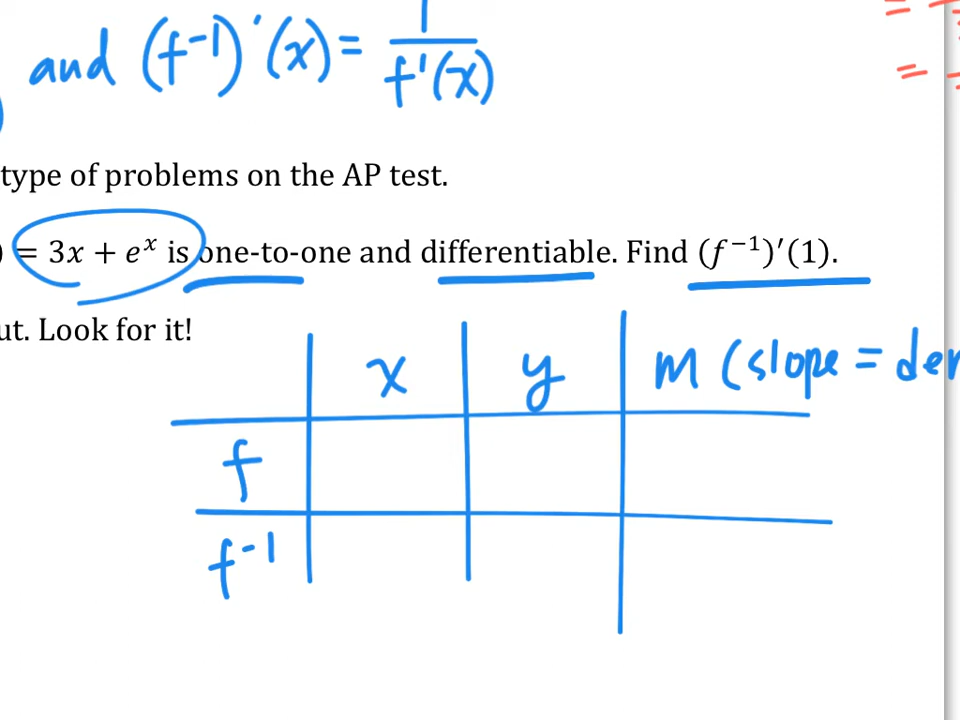 and (f⁻¹)'(x) = 1/f'(x)
=
=
type of problems on the AP test.
) = 3x + eˣ is one-to-one and differentiable. Find (f⁻¹)′(1).
ut. Look for it!
x y m (slope = der
f
f⁻¹